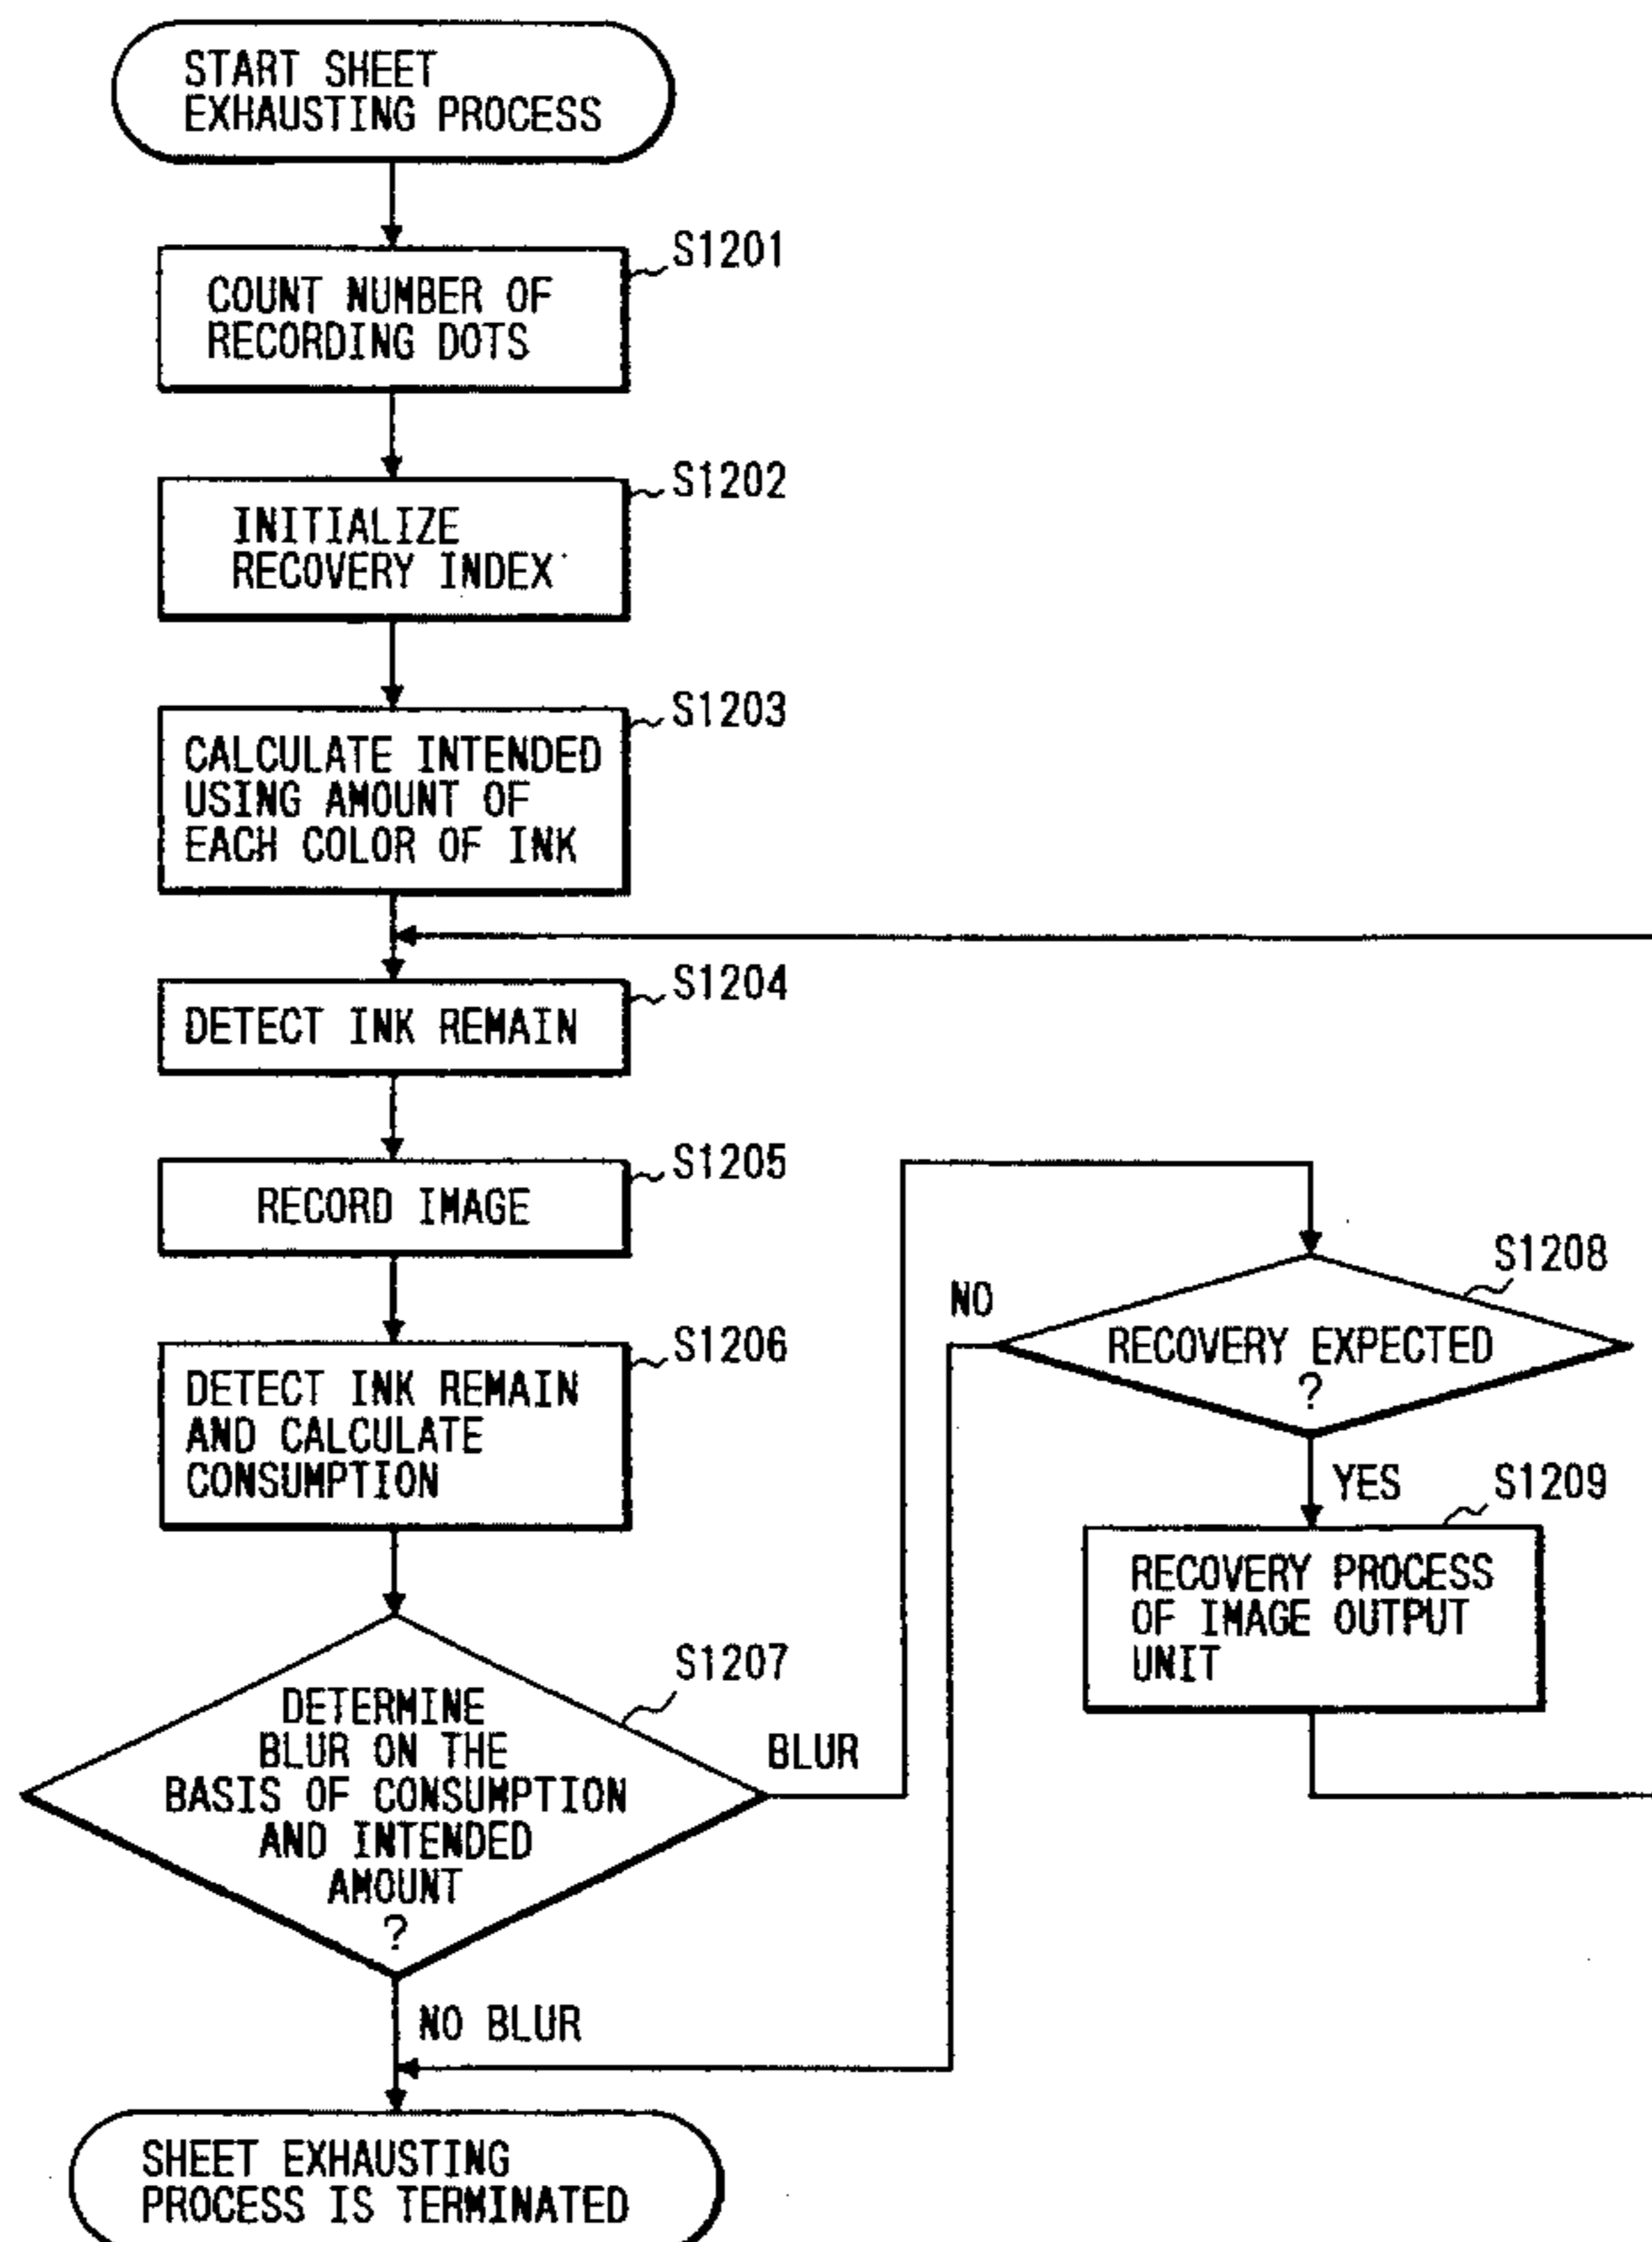 START SHEET
EXHAUSTING PROCESS
S1201
COUNT NUMBER OF
RECORDING DOTS
S1202
INITIALIZE
RECOVERY INDEX
S1203
CALCULATE INTENDED
USING AMOUNT OF
EACH COLOR OF INK
S1204
DETECT INK REMAIN
S1205
RECORD IMAGE
S1206
DETECT INK REMAIN
AND CALCULATE
CONSUMPTION
S1207
DETERMINE
BLUR ON THE
BASIS OF CONSUMPTION
AND INTENDED
AMOUNT
?
BLUR
NO BLUR
S1208
NO
RECOVERY EXPECTED
?
YES
S1209
RECOVERY PROCESS
OF IMAGE OUTPUT
UNIT
SHEET EXHAUSTING
PROCESS IS TERMINATED